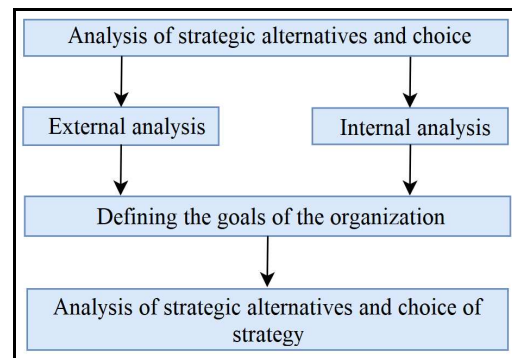 Analysis of strategic alternatives and choice
External analysis
Internal analysis
Defining the goals of the organization
Analysis of strategic alternatives and choice of
strategy